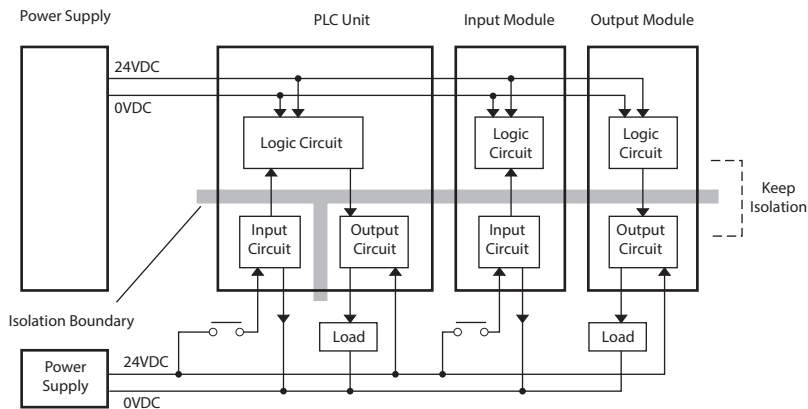 Power Supply
PLC Unit
Input Module
Output Module
24VDC
0VDC
Logic Circuit
Logic
Circuit
Logic
Circuit
Keep
Isolation
Input
Circuit
Output
Circuit
Input
Circuit
Output
Circuit
Isolation Boundary
Load
Load
Power
Supply
24VDC
0VDC